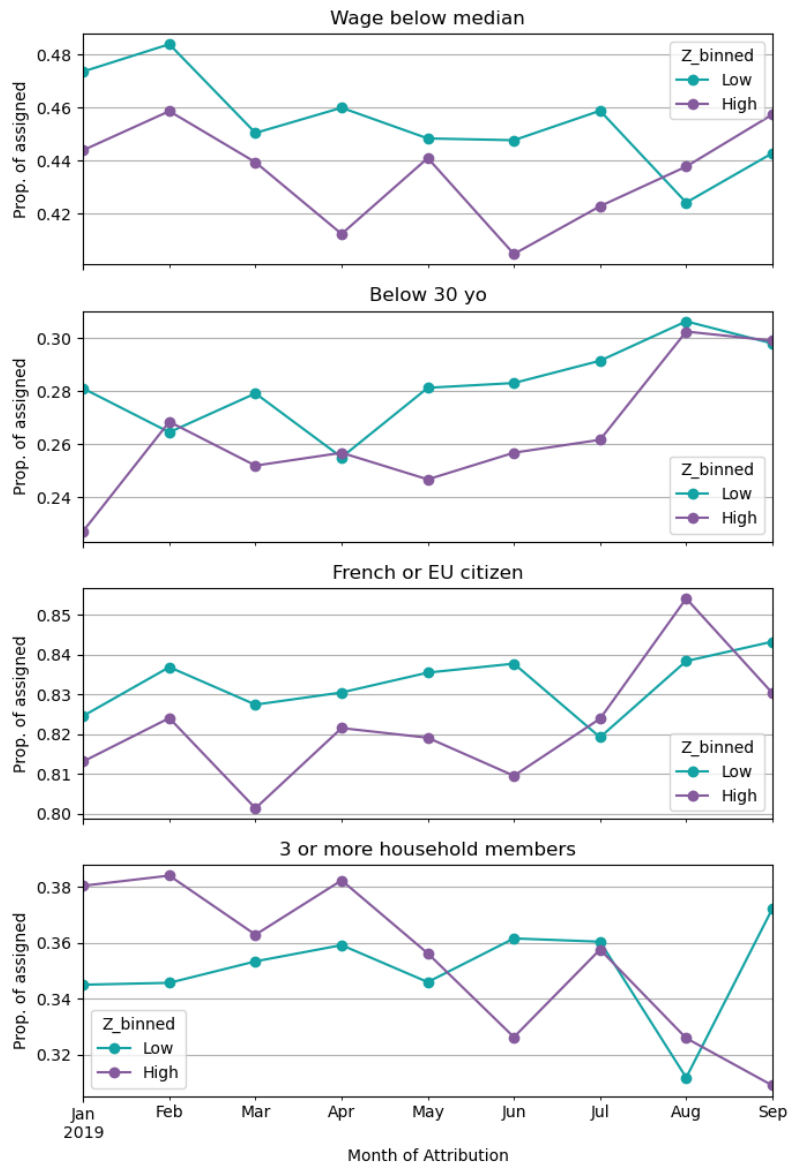 Wage below median
Prop. of assigned
0.48
0.46
0.44
0.42
Z_binned
Low
High
Below 30 yo
Prop. of assigned
0.30
0.28
0.26
0.24
Z_binned
Low
High
French or EU citizen
Prop. of assigned
0.85
0.84
0.83
0.82
0.81
0.80
Z_binned
Low
High
3 or more household members
Prop. of assigned
0.38
0.36
0.34
0.32
Z_binned
Low
High
Jan Feb Mar Apr May Jun Jul Aug Sep
2019
Month of Attribution